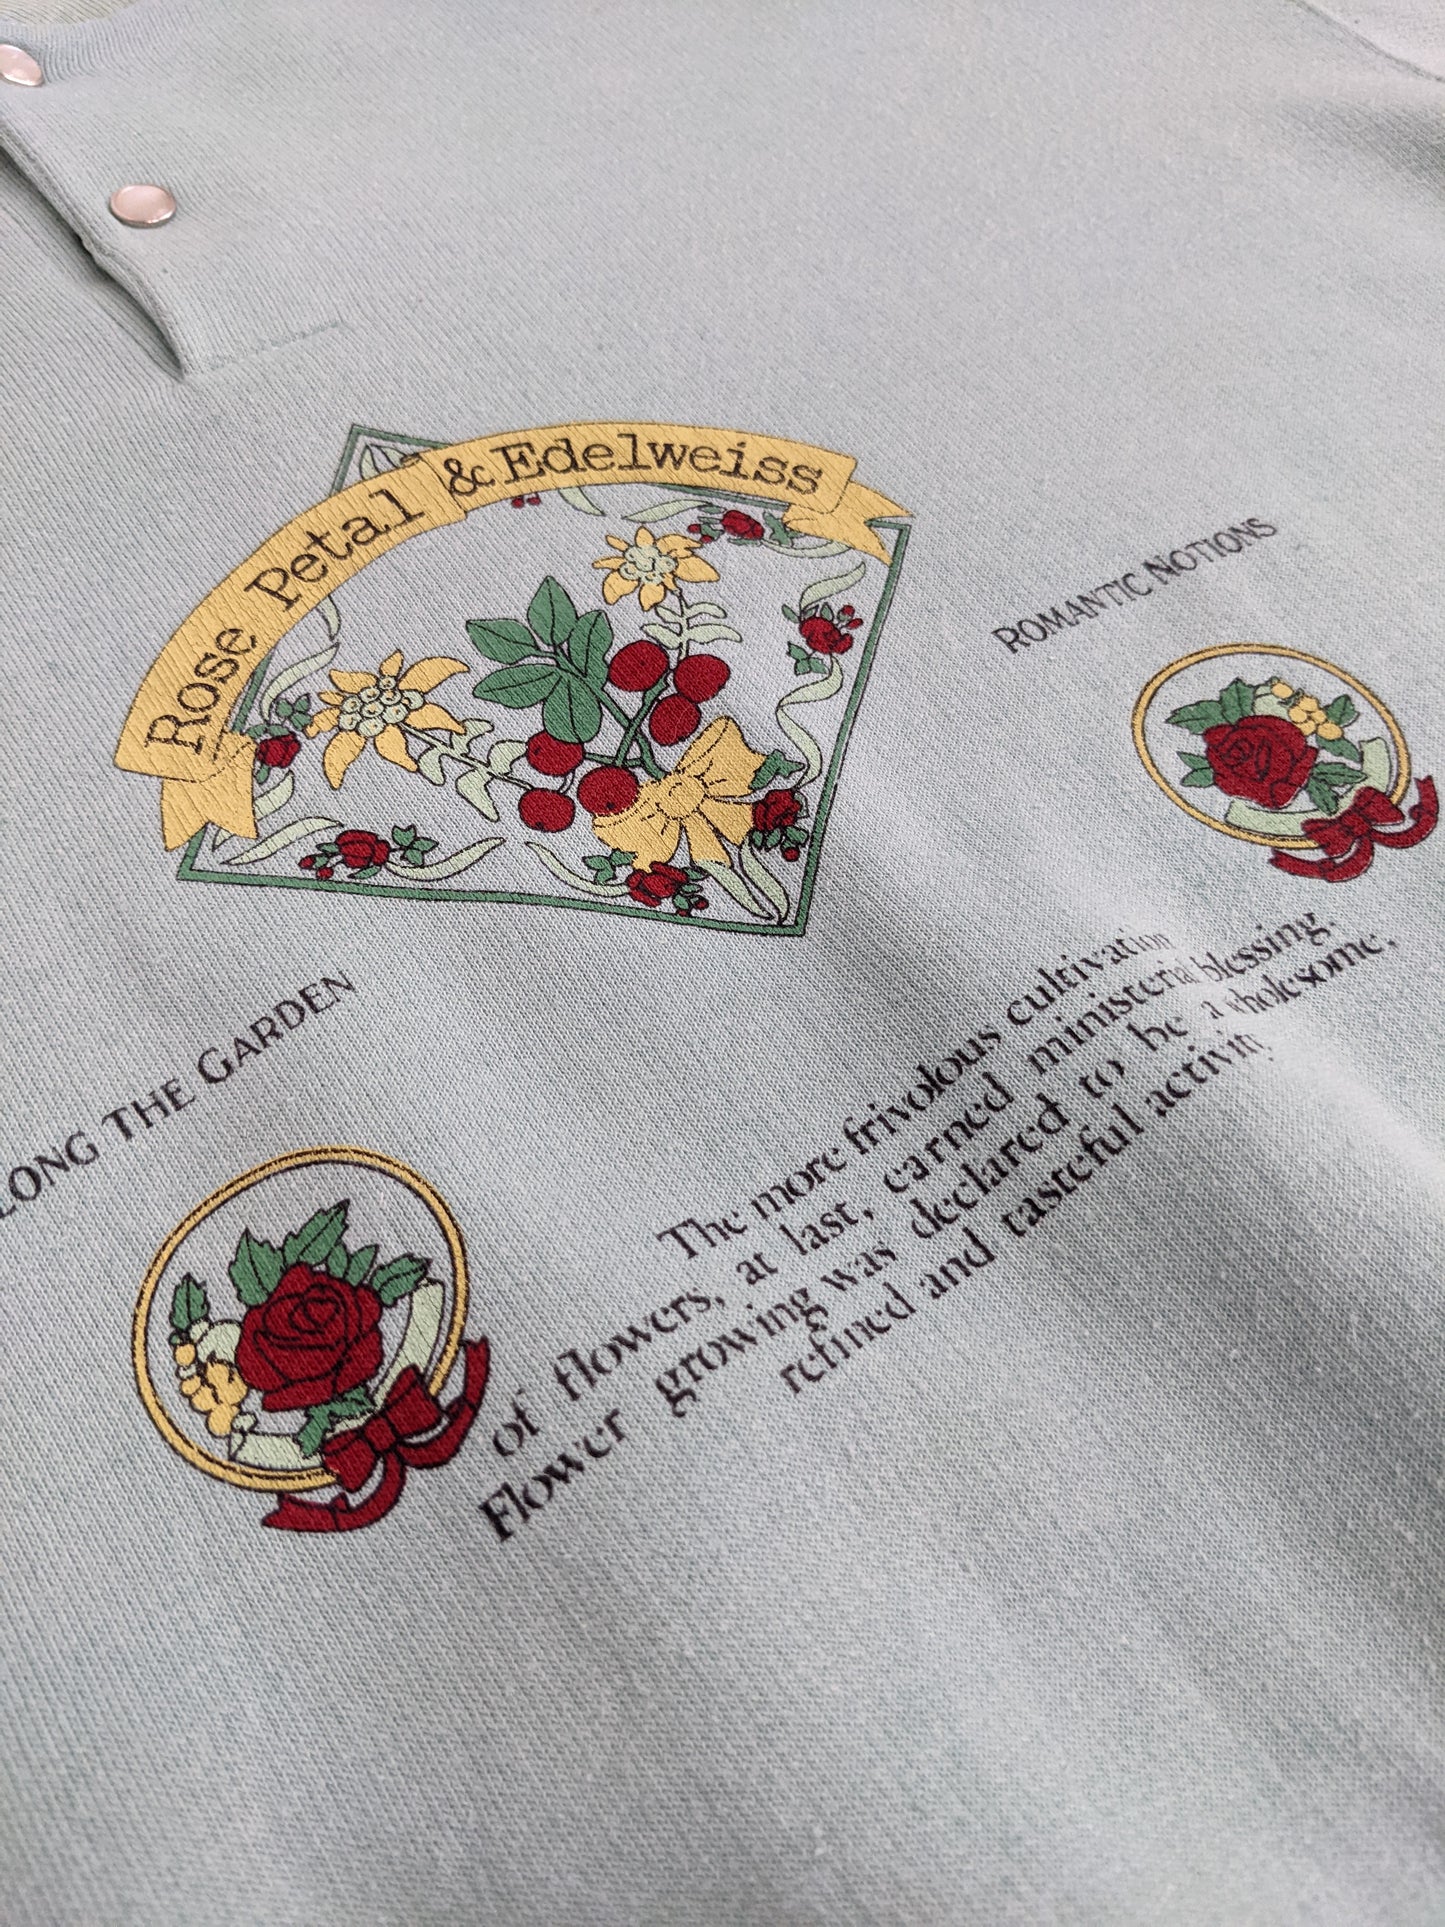 Rose Petal & Edelweiss
ROMANTIC NOTIONS
LONG THE GARDEN
The more frivolous cultivation
of flowers, at last, earned ministerial blessing.
Flower growing was declared to be a wholesome,
refined and tasteful activity